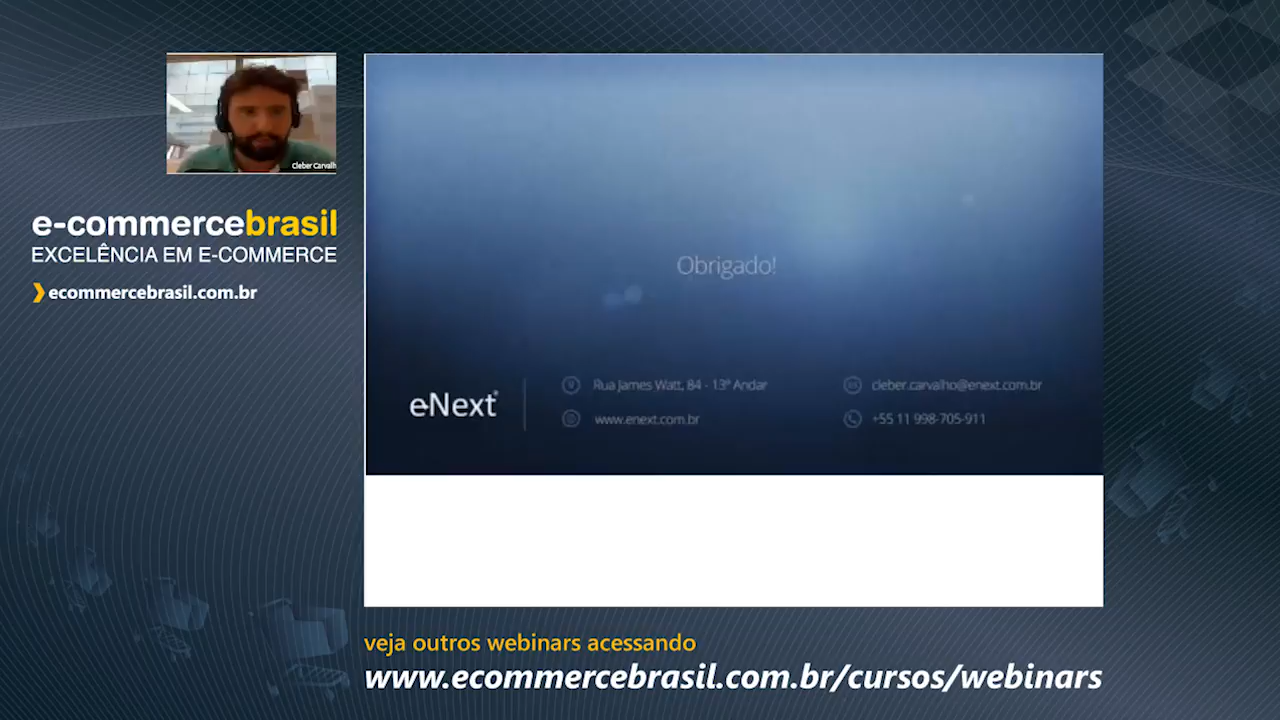 Cleber Carvalh
e-commercebrasil
EXCELÊNCIA EM E-COMMERCE
ecommercebrasil.com.br
Obrigado!
eNext
Rua James Watt, 84 - 13º Andar
www.enext.com.br
cleber.carvalho@enext.com.br
+55 11 998-705-911
veja outros webinars acessando
www.ecommercebrasil.com.br/cursos/webinars